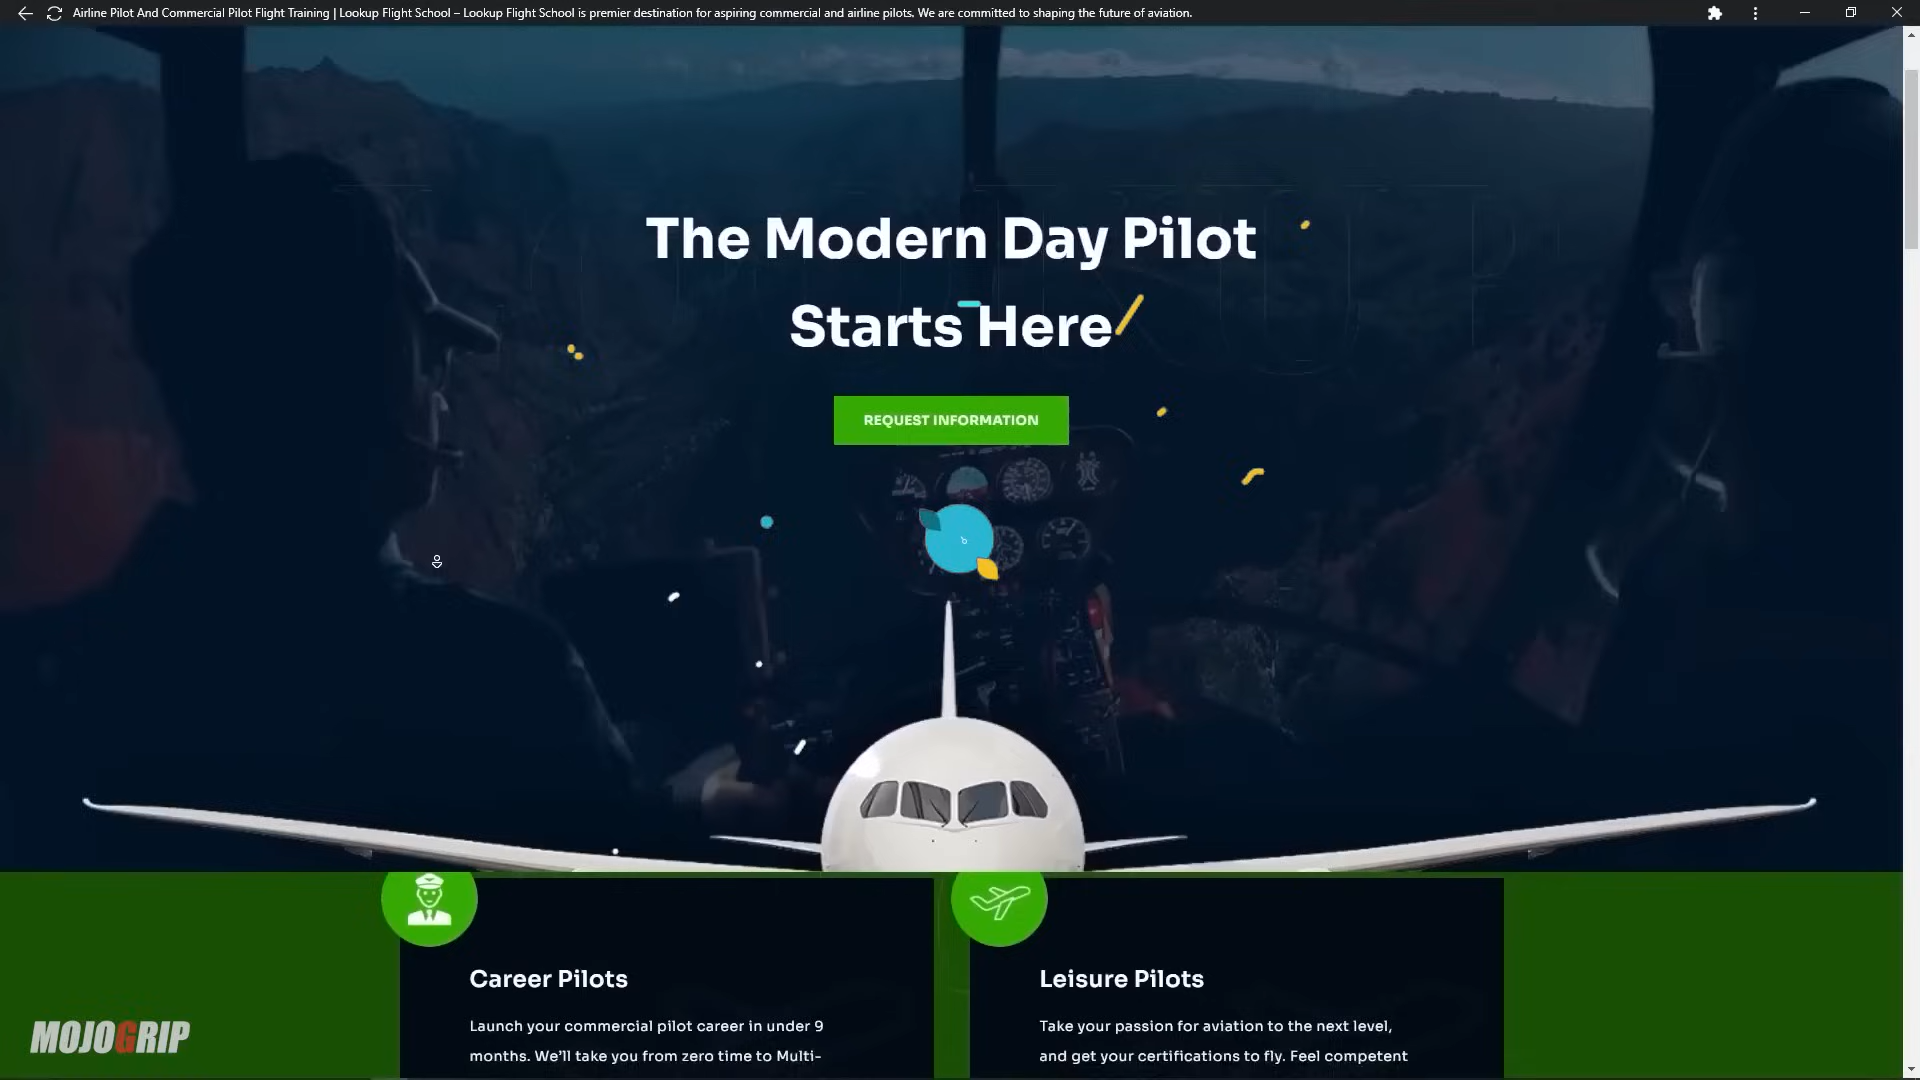 Airline Pilot And Commercial Pilot Flight Training | Lookup Flight School – Lookup Flight School is premier destination for aspiring commercial and airline pilots. We are committed to shaping the future of aviation.
The Modern Day Pilot
Starts Here
REQUEST INFORMATION
Career Pilots
Launch your commercial pilot career in under 9
months. We'll take you from zero time to Multi-
Leisure Pilots
Take your passion for aviation to the next level,
and get your certifications to fly. Feel competent
MOJOGRIP